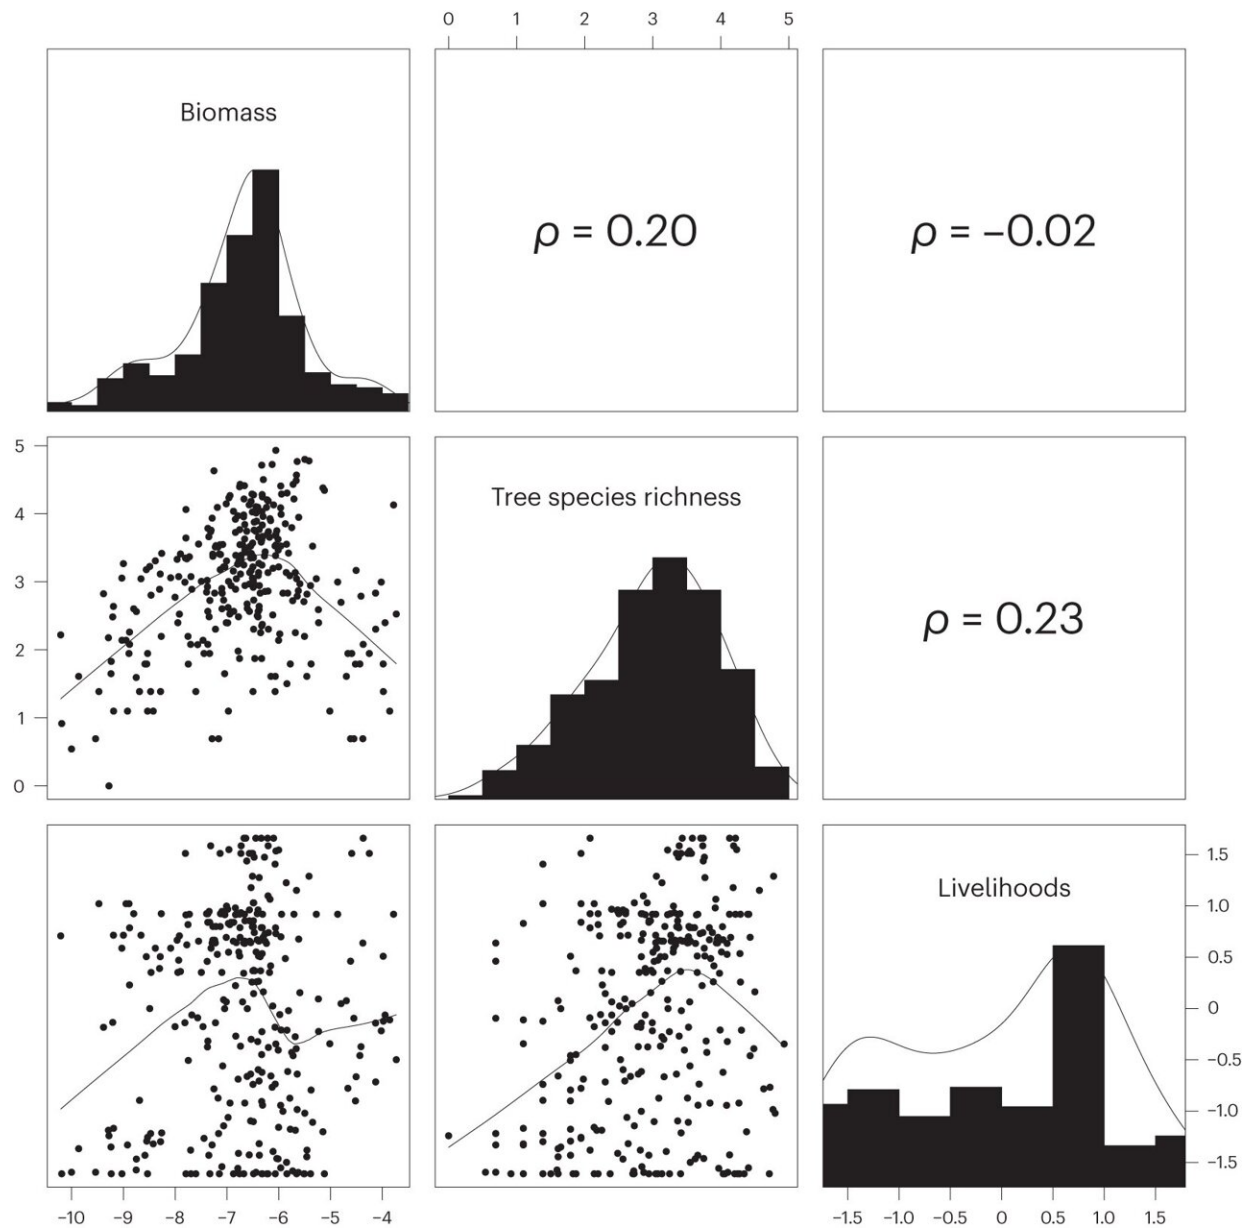 0 1 2 3 4 5
Biomass
ρ = 0.20
ρ = −0.02
5
4
3
2
1
0
Tree species richness
ρ = 0.23
Livelihoods
1.5
1.0
0.5
0
−0.5
−1.0
−1.5
−10 −9 −8 −7 −6 −5 −4
−1.5 −1.0 −0.5 0 0.5 1.0 1.5